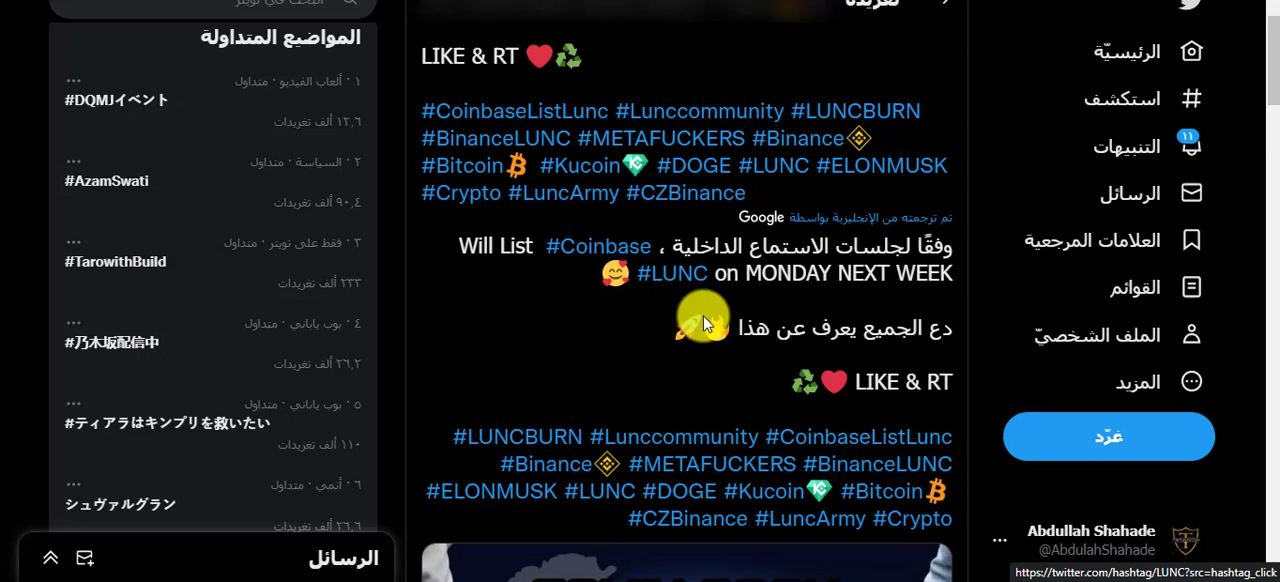 تغريدة
LIKE & RT ❤️♻️
#CoinbaseListLunc #Lunccommunity #LUNCBURN
#BinanceLUNC #METAFUCKERS #Binance
#Bitcoin #Kucoin #DOGE #LUNC #ELONMUSK
#Crypto #LuncArmy #CZBinance
تم ترجمته من الإنجليزية بواسطة Google
وفقًا لجلسات الاستماع الداخلية ، #Coinbase Will List
#LUNC on MONDAY NEXT WEEK 🥰
دع الجميع يعرف عن هذا 🔥🚀
LIKE & RT ❤️♻️
#LUNCBURN #Lunccommunity #CoinbaseListLunc
#Binance #METAFUCKERS #BinanceLUNC
#ELONMUSK #LUNC #DOGE #Kucoin #Bitcoin
#CZBinance #LuncArmy #Crypto
الرئيسيّة
استكشف
١١
التنبيهات
الرسائل
العلامات المرجعية
القوائم
الملف الشخصيّ
المزيد
غرّد
Abdullah Shahade
@AbdulahShahade
https://twitter.com/hashtag/LUNC?src=hashtag_click
البحث في تويتر
المواضيع المتداولة
١ · ألعاب الفيديو · متداول
#DQMJイベント
١٢,٦ ألف تغريدات
٢ · السياسة · متداول
#AzamSwati
٩٠,٤ ألف تغريدات
٣ · فقط على تويتر · متداول
#TarowithBuild
٢٣٣ ألف تغريدات
٤ · بوب ياباني · متداول
#乃木坂配信中
٢٦,٢ ألف تغريدات
٥ · بوب ياباني · متداول
#ティアラはキンプリを救いたい
١١٠ ألف تغريدات
٦ · أنمي · متداول
シュヴァルグラン
٢٦,٦ ألف تغريدات
الرسائل